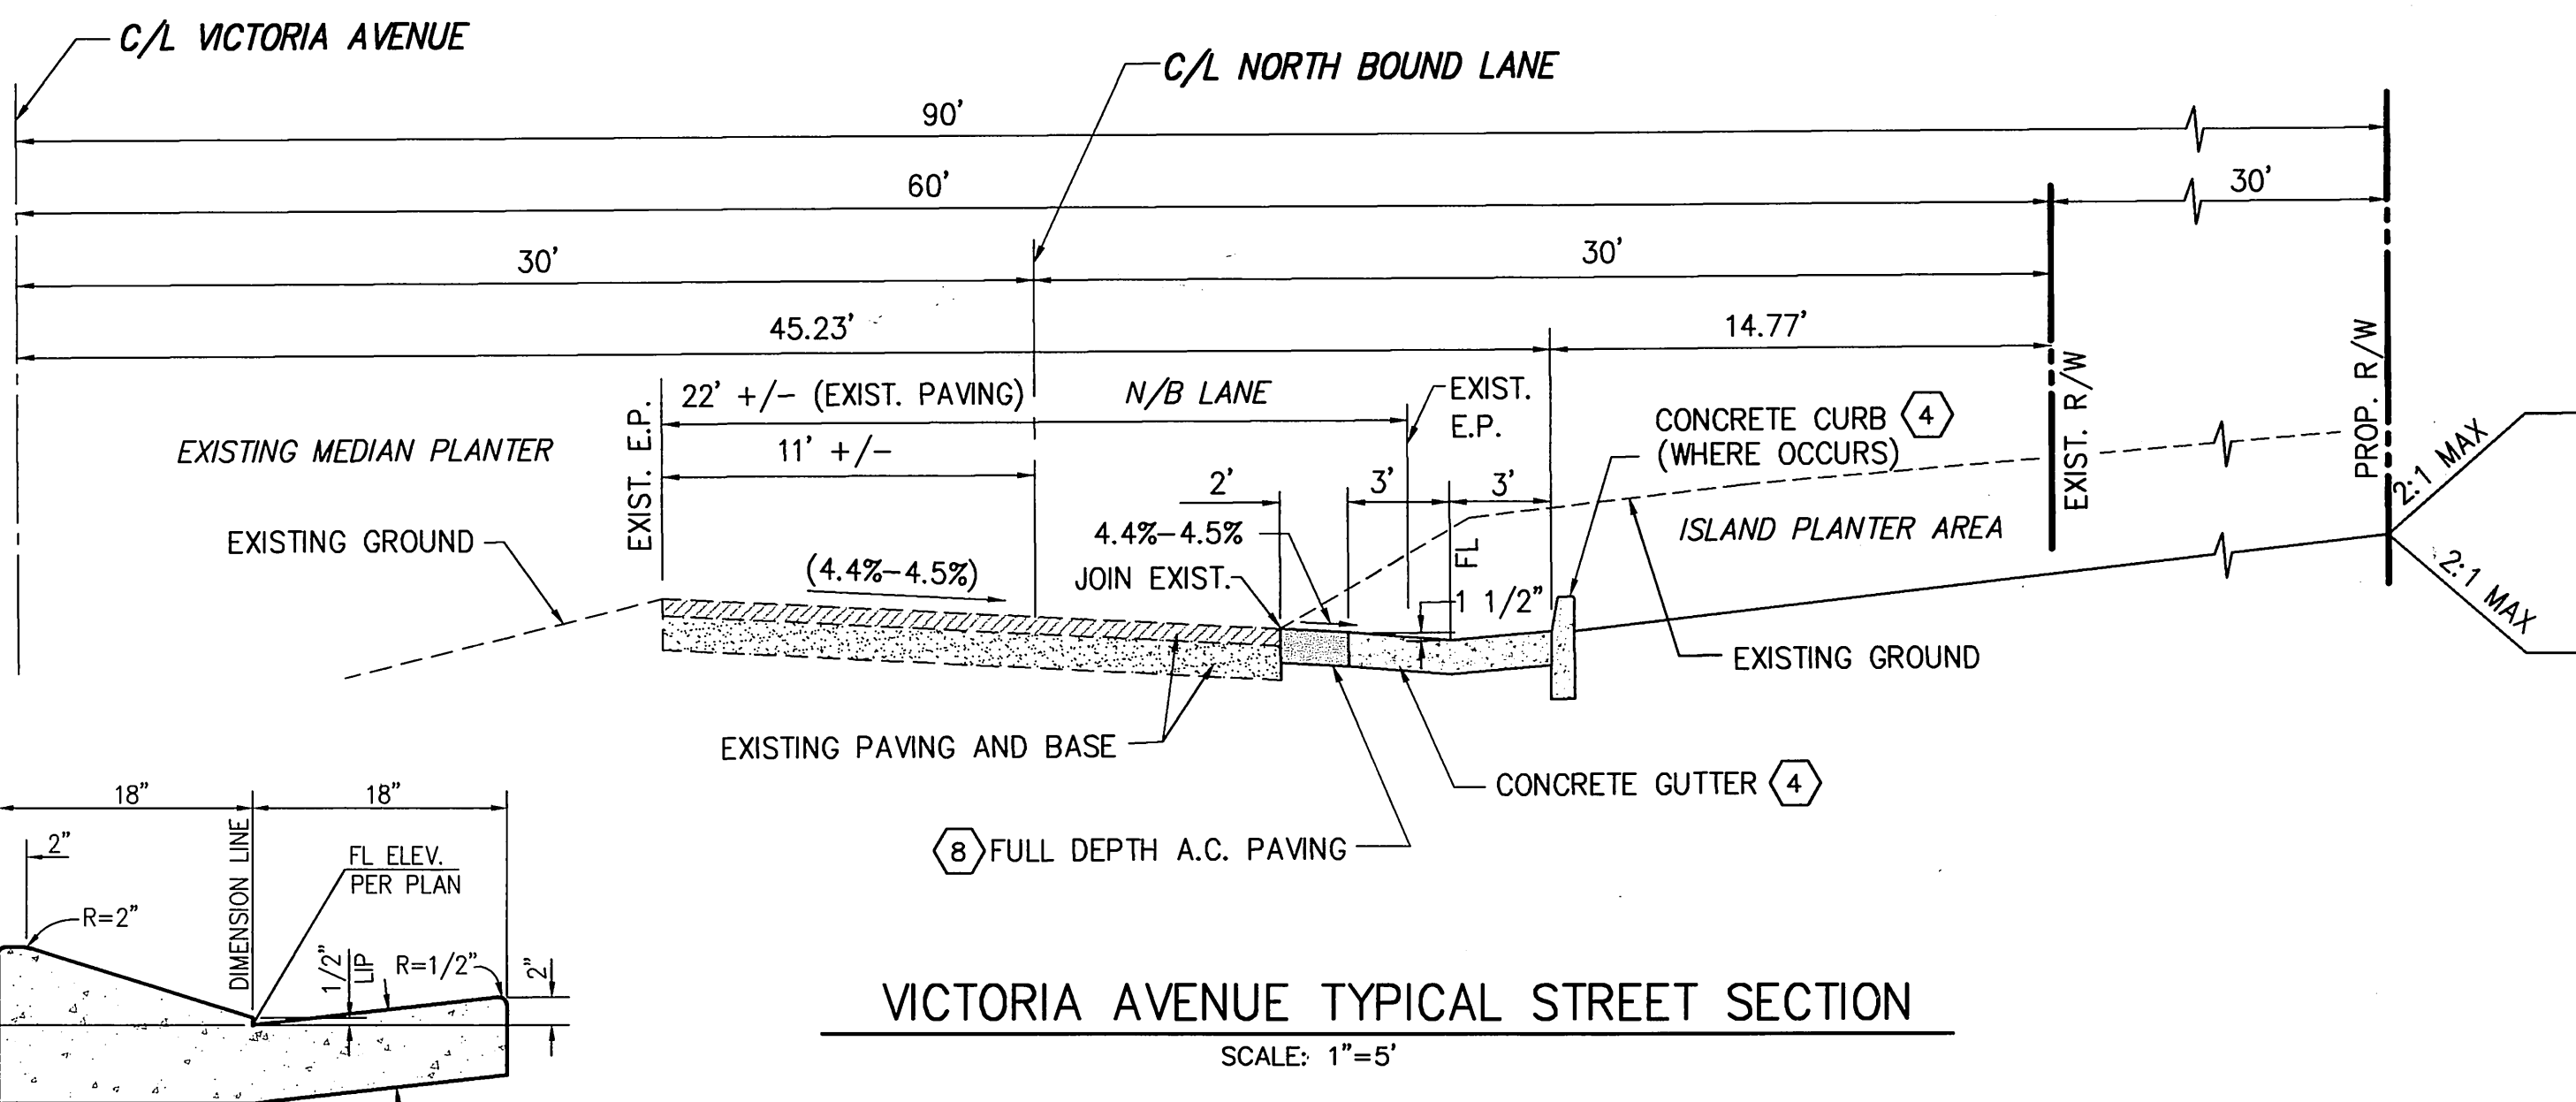 C/L VICTORIA AVENUE
C/L NORTH BOUND LANE
90'
60'
30'
30'
30'
45.23'
14.77'
22' +/- (EXIST. PAVING)
N/B LANE
EXIST.
E.P.
CONCRETE CURB 4
(WHERE OCCURS)
EXIST. R/W
PROP. R/W
2:1 MAX
2:1 MAX
EXISTING MEDIAN PLANTER
EXIST. E.P.
11' +/-
2'
3'
3'
4.4%-4.5%
FL
ISLAND PLANTER AREA
EXISTING GROUND
(4.4%-4.5%)
JOIN EXIST.
1 1/2"
EXISTING GROUND
EXISTING PAVING AND BASE
CONCRETE GUTTER 4
8 FULL DEPTH A.C. PAVING
18"
18"
2"
DIMENSION LINE
FL ELEV.
PER PLAN
R=2"
1/2"
LIP
R=1/2"
2"
VICTORIA AVENUE TYPICAL STREET SECTION
SCALE: 1"=5'